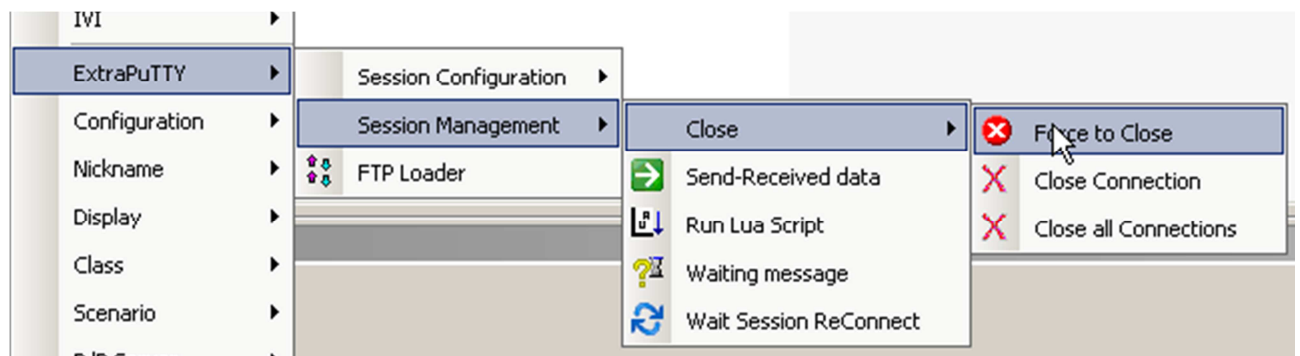 IVI
ExtraPuTTY
Configuration
Nickname
Display
Class
Scenario
Session Configuration
Session Management
FTP Loader
Close
Send-Received data
Run Lua Script
Waiting message
Wait Session ReConnect
Force to Close
Close Connection
Close all Connections